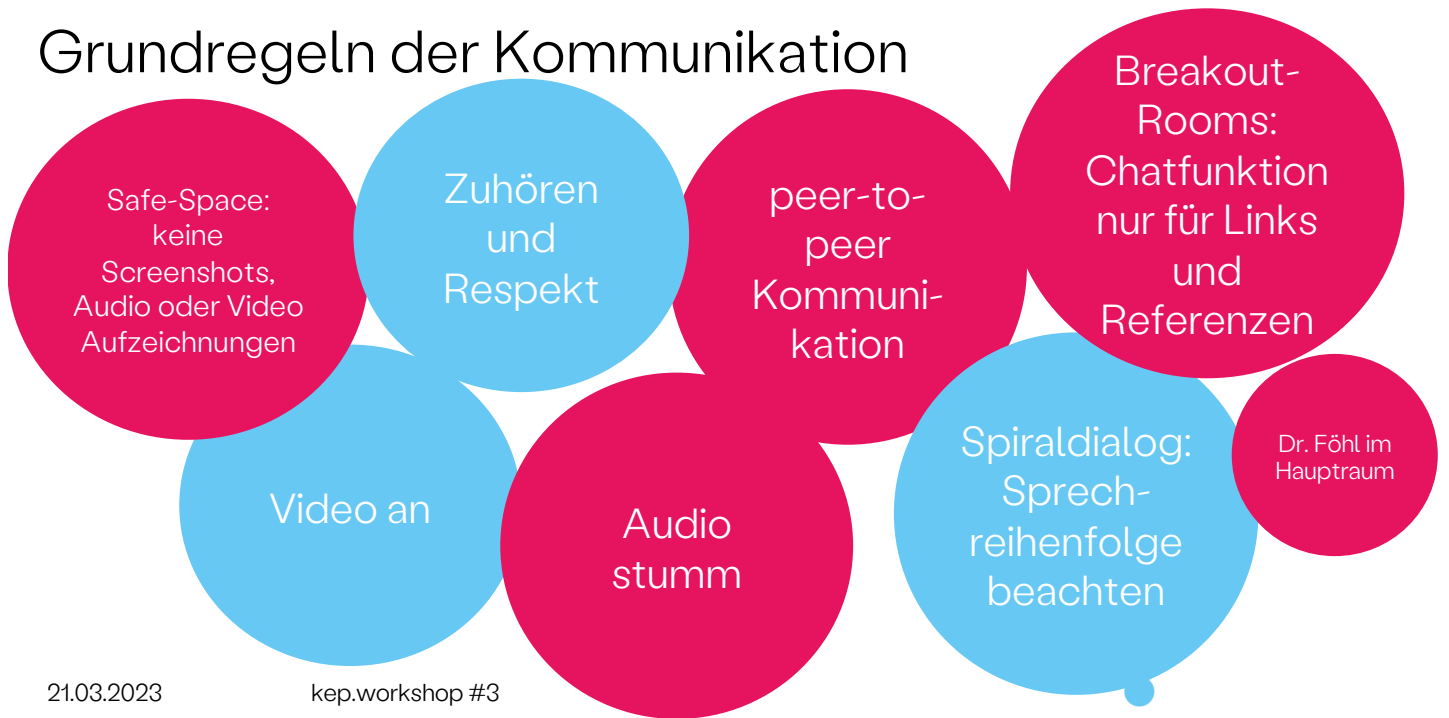 Grundregeln der Kommunikation
Safe-Space:
keine
Screenshots,
Audio oder Video
Aufzeichnungen
Zuhören
und
Respekt
peer-to-
peer
Kommuni-
kation
Breakout-
Rooms:
Chatfunktion
nur für Links
und
Referenzen
Video an
Audio
stumm
Spiraldialog:
Sprech-
reihenfolge
beachten
Dr. Föhl im
Hauptraum
21.03.2023
kep.workshop #3